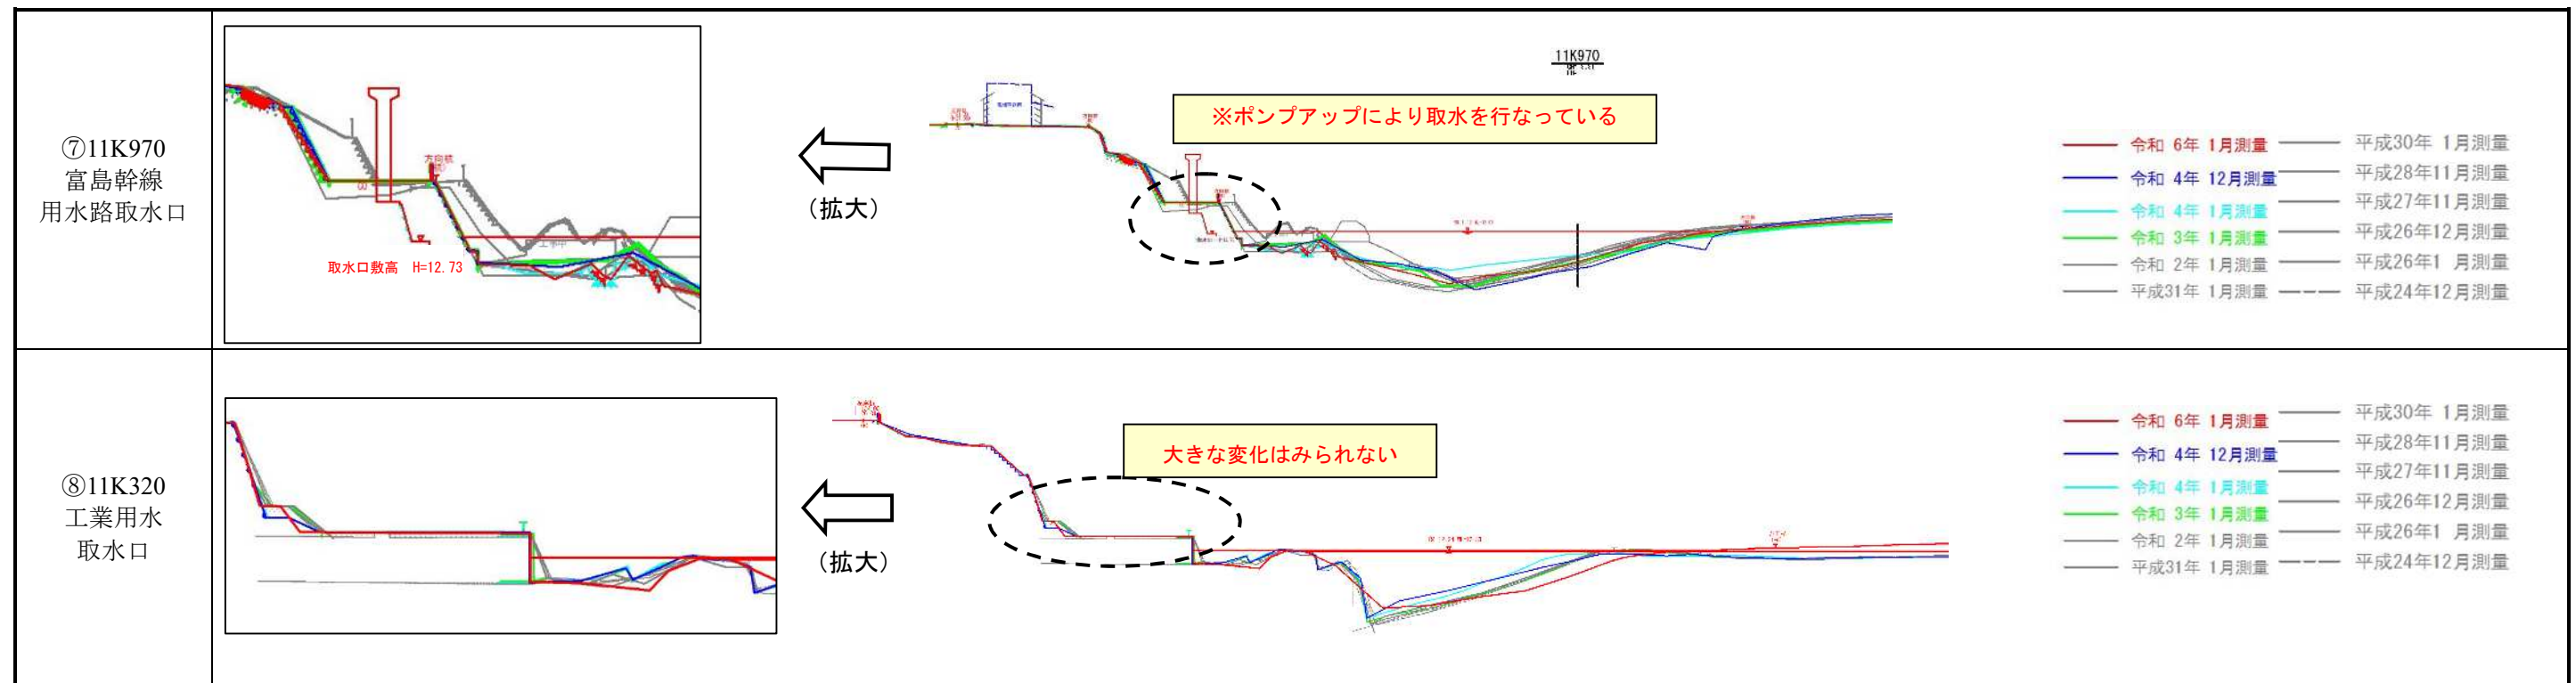 ⑦11K970
富島幹線
用水路取水口
方向杭
工事中
取水口敷高 H=12.73
(拡大)
11K970
※ポンプアップにより取水を行なっている
令和 6年 1月測量
令和 4年 12月測量
令和 4年 1月測量
令和 3年 1月測量
令和 2年 1月測量
平成31年 1月測量
平成30年 1月測量
平成28年11月測量
平成27年11月測量
平成26年12月測量
平成26年1 月測量
平成24年12月測量
⑧11K320
工業用水
取水口
(拡大)
大きな変化はみられない
令和 6年 1月測量
令和 4年 12月測量
令和 4年 1月測量
令和 3年 1月測量
令和 2年 1月測量
平成31年 1月測量
平成30年 1月測量
平成28年11月測量
平成27年11月測量
平成26年12月測量
平成26年1 月測量
平成24年12月測量